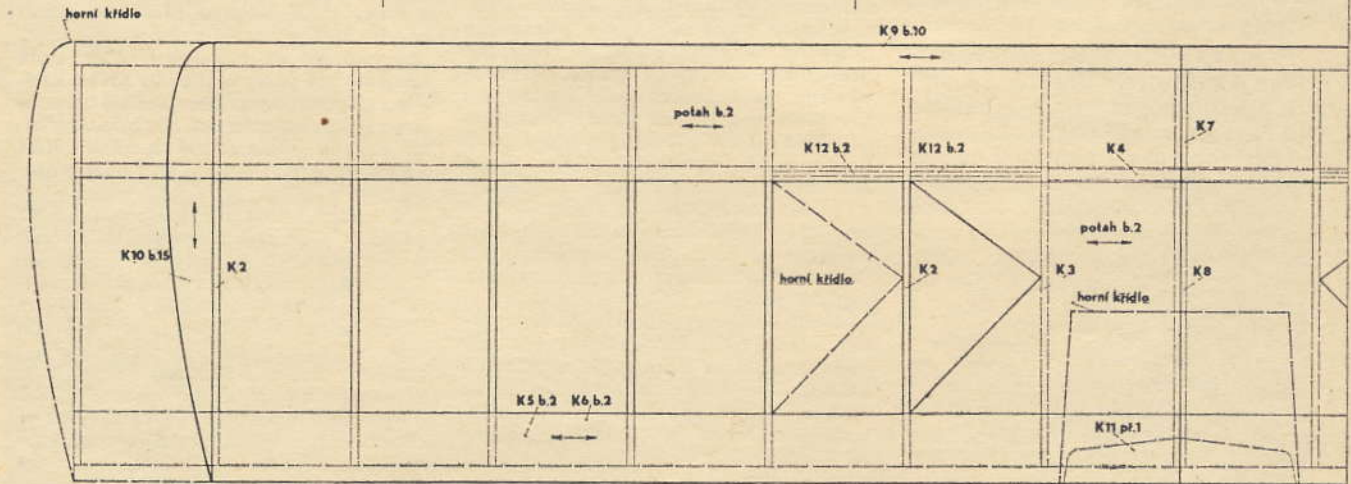 horní křídlo
K9 b.10
potah b.2
K7
K12 b.2
K12 b.2
K4
potah b.2
K10 b.15
K2
horní křídlo
K2
K3
K8
horní křídlo
K5 b.2
K6 b.2
K11 př.1